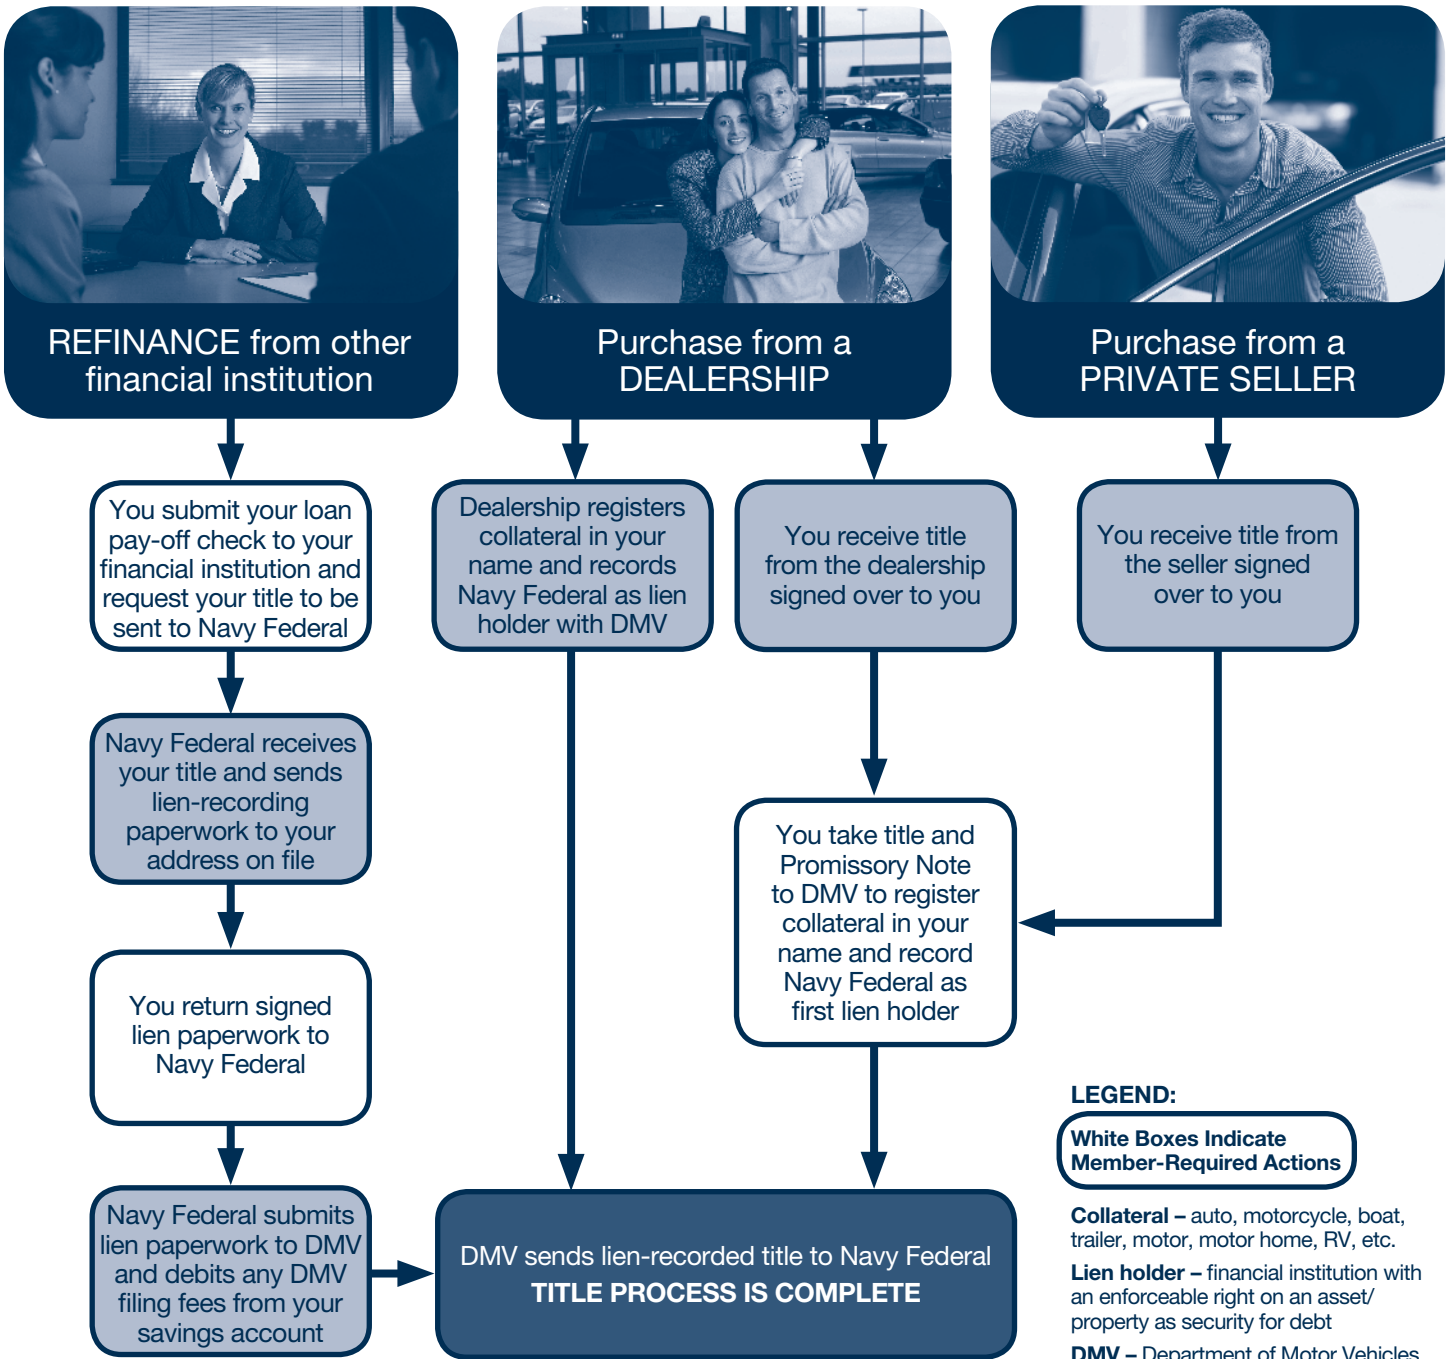 REFINANCE from other
financial institution
Purchase from a
DEALERSHIP
Purchase from a
PRIVATE SELLER
You submit your loan
pay-off check to your
financial institution and
request your title to be
sent to Navy Federal
Dealership registers
collateral in your
name and records
Navy Federal as lien
holder with DMV
You receive title
from the dealership
signed over to you
You receive title from
the seller signed
over to you
Navy Federal receives
your title and sends
lien-recording
paperwork to your
address on file
You take title and
Promissory Note
to DMV to register
collateral in your
name and record
Navy Federal as
first lien holder
You return signed
lien paperwork to
Navy Federal
Navy Federal submits
lien paperwork to DMV
and debits any DMV
filing fees from your
savings account
DMV sends lien-recorded title to Navy Federal
TITLE PROCESS IS COMPLETE
LEGEND:
White Boxes Indicate
Member-Required Actions
Collateral – auto, motorcycle, boat,
trailer, motor, motor home, RV, etc.
Lien holder – financial institution with
an enforceable right on an asset/
property as security for debt
DMV – Department of Motor Vehicles